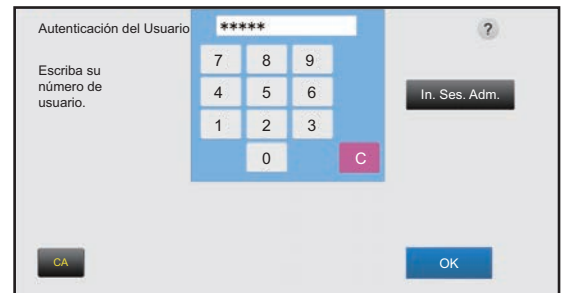 Autenticación del Usuario
*****
?
Escriba su
número de
usuario.
7 8 9
4 5 6
1 2 3
0 C
In. Ses. Adm.
CA
OK